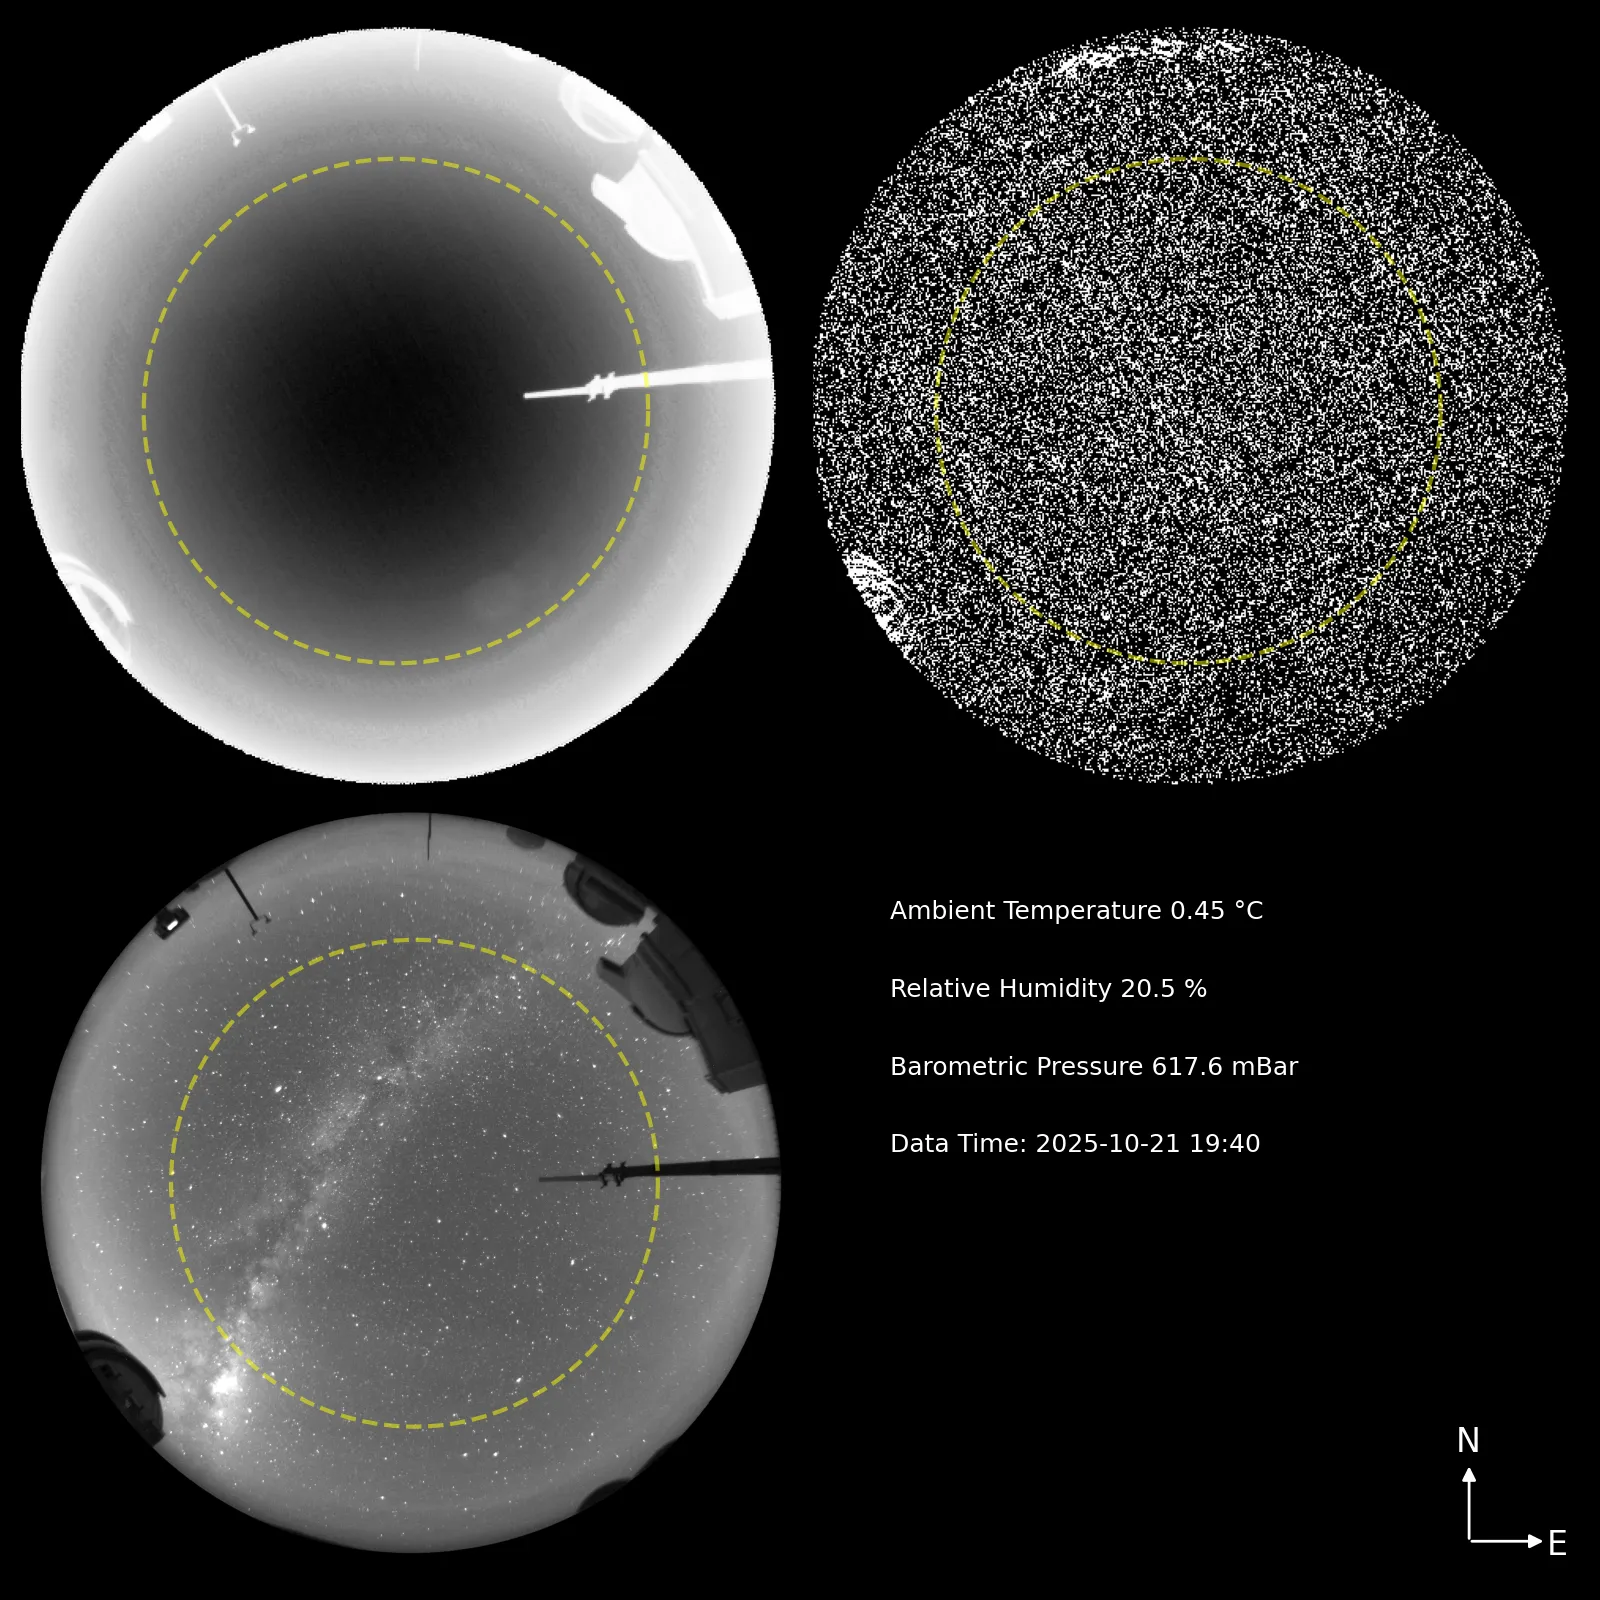 Ambient Temperature 0.45 °C
Relative Humidity 20.5 %
Barometric Pressure 617.6 mBar
Data Time: 2025-10-21 19:40
N
E